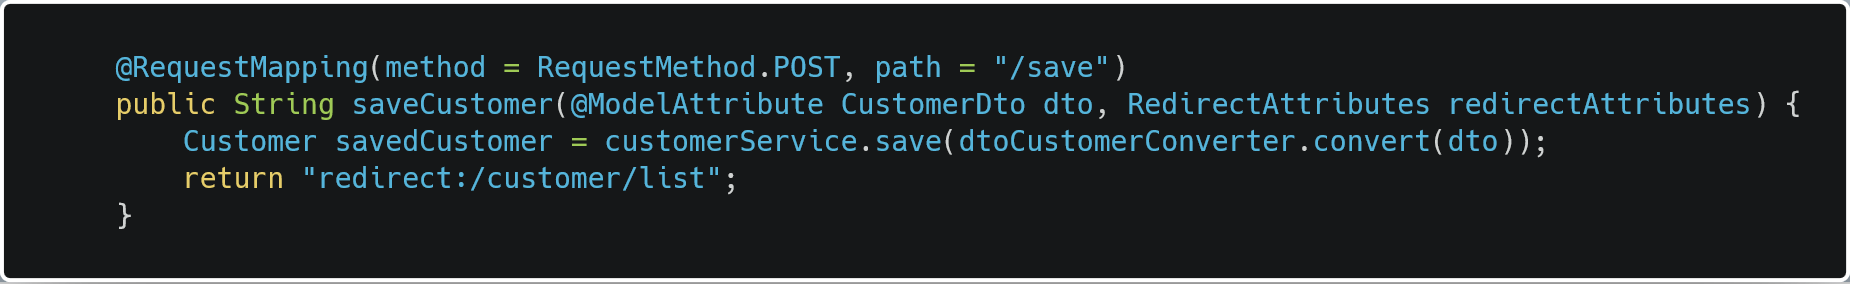 @RequestMapping(method = RequestMethod.POST, path = "/save")
public String saveCustomer(@ModelAttribute CustomerDto dto, RedirectAttributes redirectAttributes) {
    Customer savedCustomer = customerService.save(dtoCustomerConverter.convert(dto));
    return "redirect:/customer/list";
}